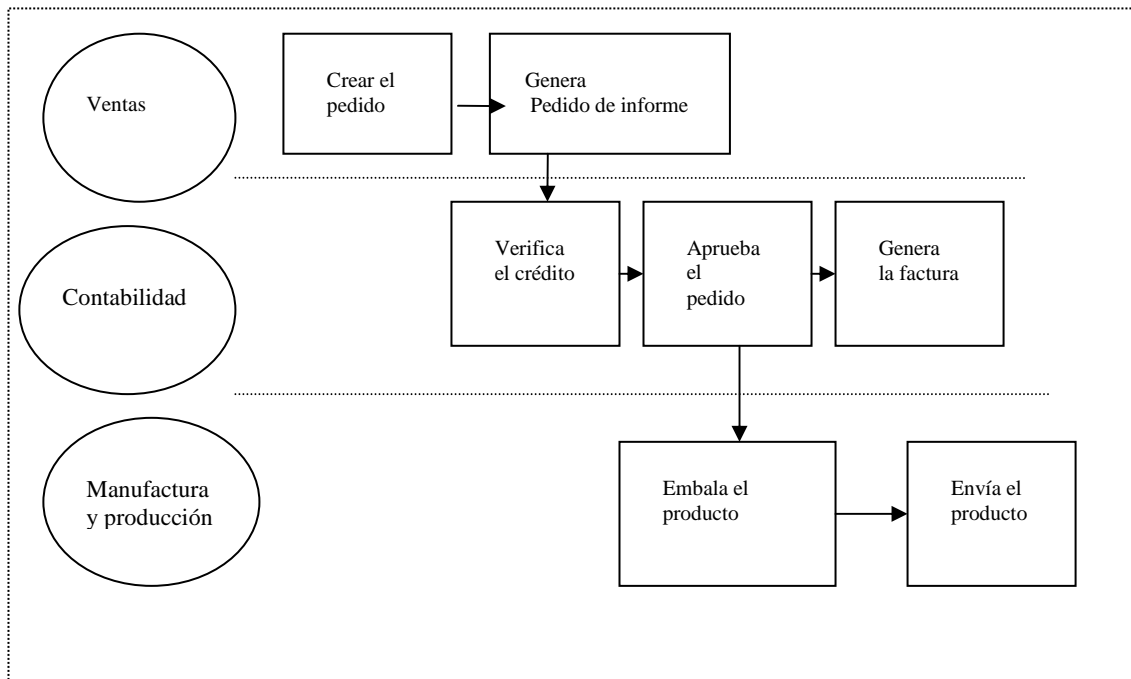 Ventas
Crear el
pedido
Genera
Pedido de informe
Contabilidad
Verifica
el crédito
Aprueba
el
pedido
Genera
la factura
Manufactura
y producción
Embala el
producto
Envía el
producto